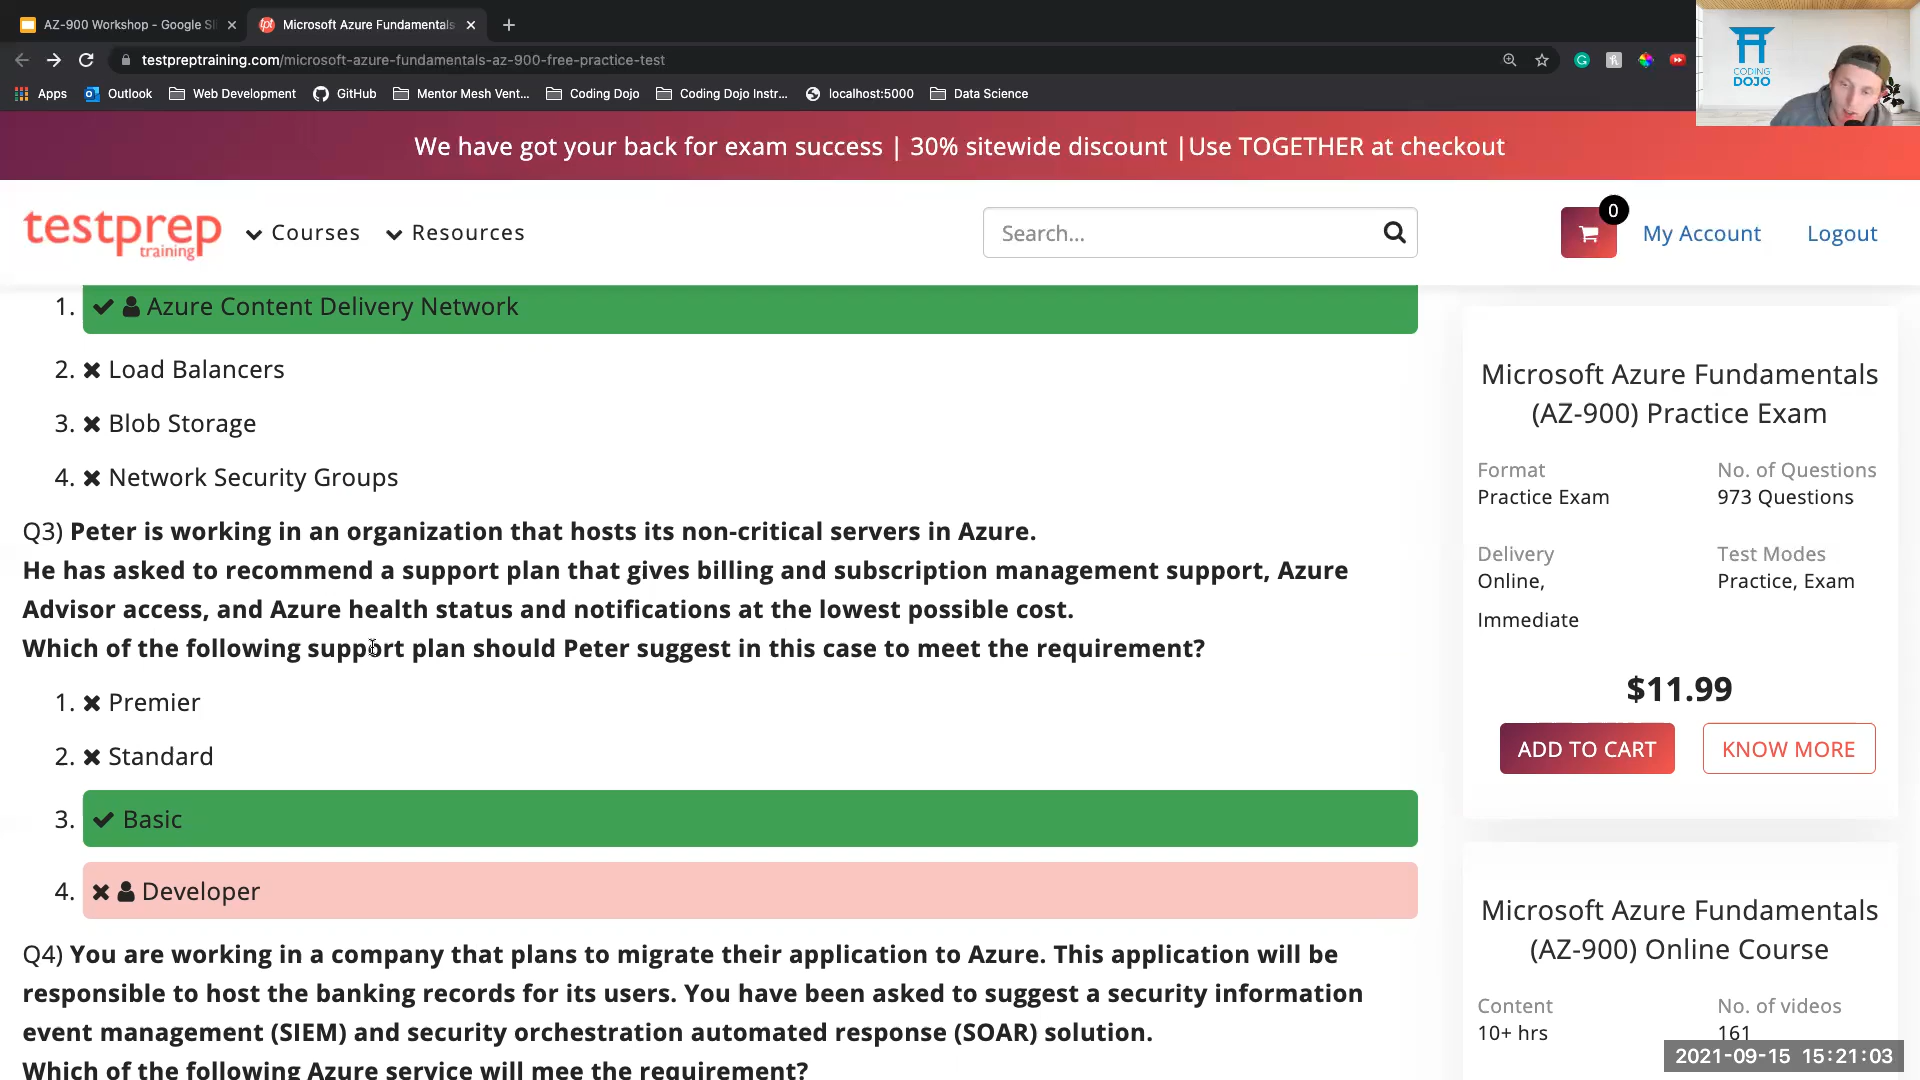 AZ-900 Workshop - Google Sl
Microsoft Azure Fundamentals
testpreptraining.com/microsoft-azure-fundamentals-az-900-free-practice-test
Apps
Outlook
Web Development
GitHub
Mentor Mesh Vent...
Coding Dojo
Coding Dojo Instr...
localhost:5000
Data Science
CODING
DOJO
We have got your back for exam success | 30% sitewide discount |Use TOGETHER at checkout
testprep
training
Courses
Resources
Search...
0
My Account
Logout
1. Azure Content Delivery Network
2. Load Balancers
3. Blob Storage
4. Network Security Groups
Q3) Peter is working in an organization that hosts its non-critical servers in Azure.
He has asked to recommend a support plan that gives billing and subscription management support, Azure
Advisor access, and Azure health status and notifications at the lowest possible cost.
Which of the following support plan should Peter suggest in this case to meet the requirement?
1. Premier
2. Standard
3. Basic
4. Developer
Q4) You are working in a company that plans to migrate their application to Azure. This application will be
responsible to host the banking records for its users. You have been asked to suggest a security information
event management (SIEM) and security orchestration automated response (SOAR) solution.
Which of the following Azure service will mee the requirement?
Microsoft Azure Fundamentals
(AZ-900) Practice Exam
Format
No. of Questions
Practice Exam
973 Questions
Delivery
Test Modes
Online,
Practice, Exam
Immediate
$11.99
ADD TO CART
KNOW MORE
Microsoft Azure Fundamentals
(AZ-900) Online Course
Content
No. of videos
10+ hrs
161
2021-09-15 15:21:03